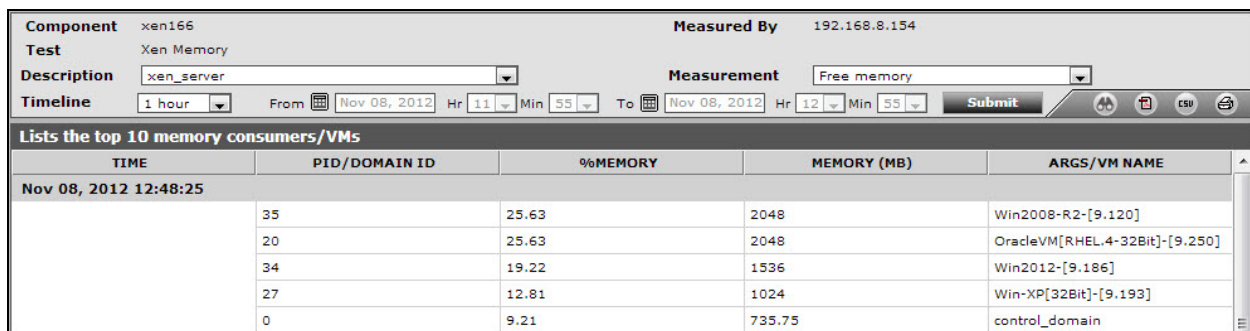 Component xen166 Measured By 192.168.8.154
Test Xen Memory
Description xen_server Measurement Free memory
Timeline 1 hour From Nov 08, 2012 Hr 11 Min 55 To Nov 08, 2012 Hr 12 Min 55 Submit CSV
Lists the top 10 memory consumers/VMs
TIME PID/DOMAIN ID %MEMORY MEMORY (MB) ARGS/VM NAME
Nov 08, 2012 12:48:25
35 25.63 2048 Win2008-R2-[9.120]
20 25.63 2048 OracleVM[RHEL.4-32Bit]-[9.250]
34 19.22 1536 Win2012-[9.186]
27 12.81 1024 Win-XP[32Bit]-[9.193]
0 9.21 735.75 control_domain